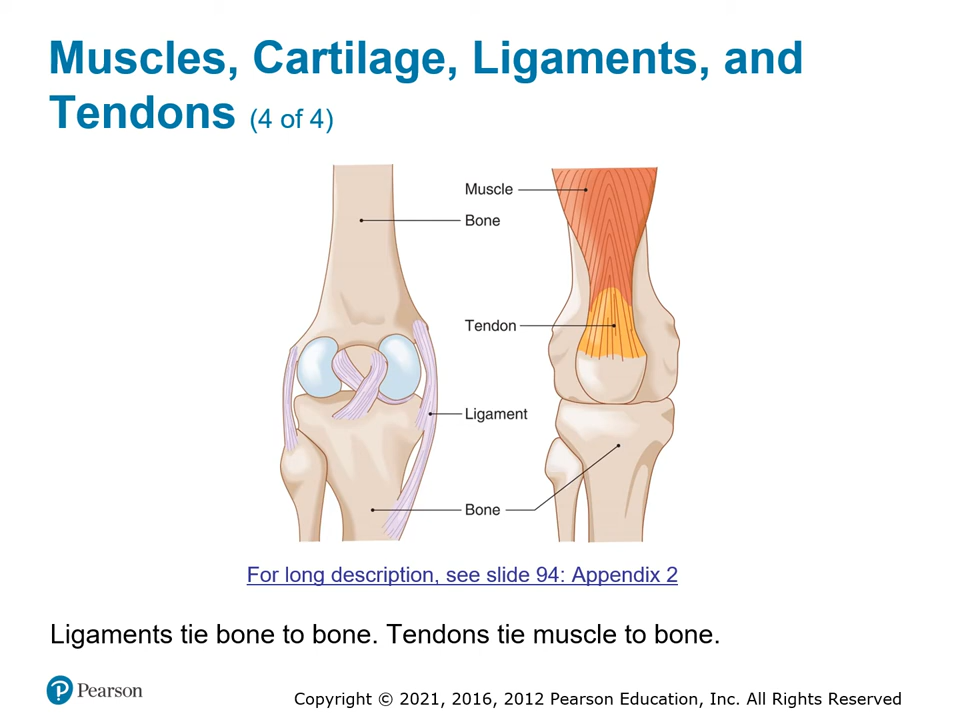 Muscles, Cartilage, Ligaments, and
Tendons (4 of 4)
Muscle
Bone
Tendon
Ligament
Bone
For long description, see slide 94: Appendix 2
Ligaments tie bone to bone. Tendons tie muscle to bone.
Pearson
Copyright © 2021, 2016, 2012 Pearson Education, Inc. All Rights Reserved